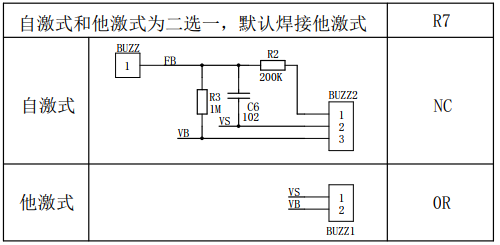 自激式和他激式为二选一，默认焊接他激式 R7
自激式 NC
BUZZ
1
FB
R2
200K
R3
1M
C6
102
VS
VB
BUZZ2
1
2
3
他激式 0R
VS
VB
1
2
BUZZ1